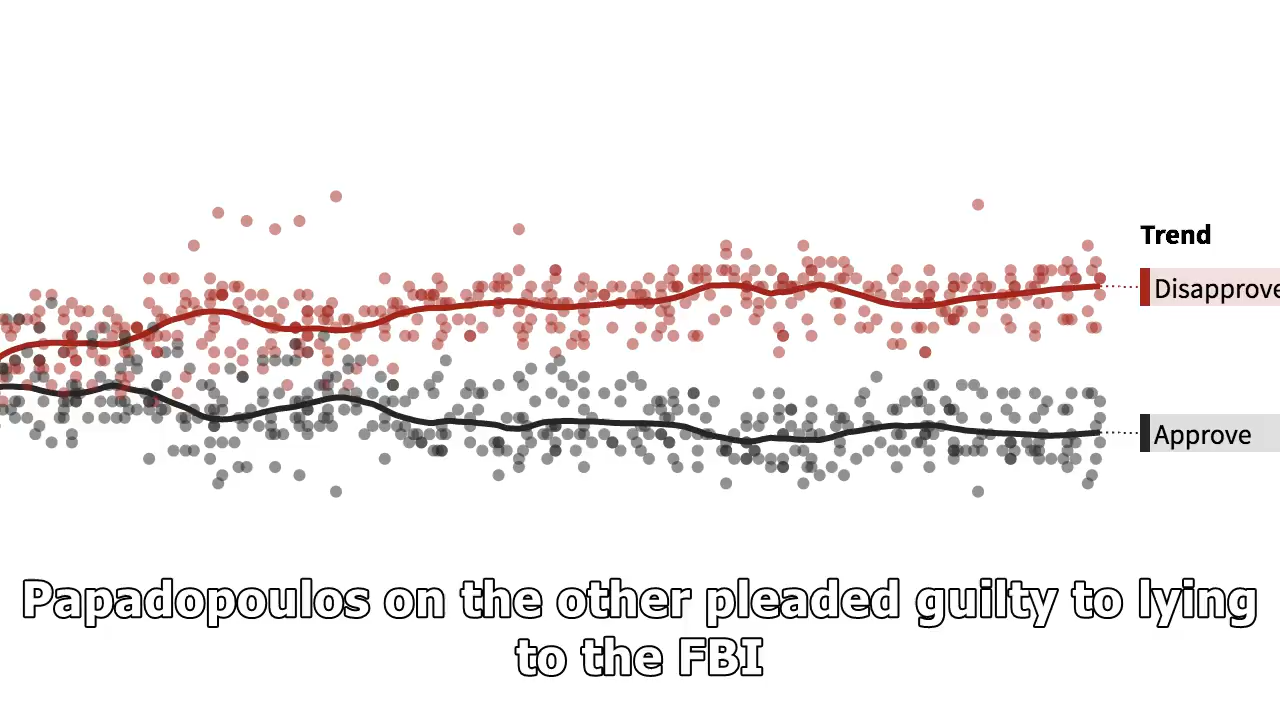 Trend
Disapprove
Approve
Papadopoulos on the other pleaded guilty to lying
to the FBI